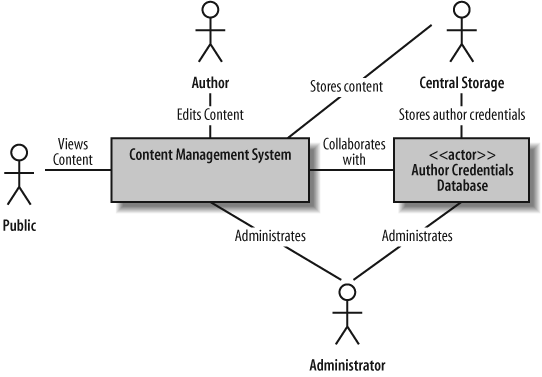 Author
Central Storage
Stores content
Edits Content
Stores author credentials
Views
Content
Content Management System
Collaborates
with
<<actor>>
Author Credentials
Database
Public
Administrates
Administrates
Administrator